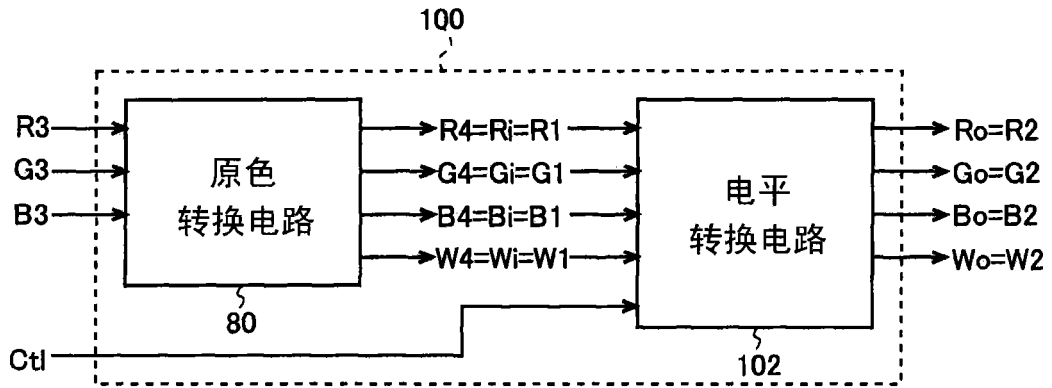 100
R3
G3
B3
原色
转换电路
80
R4=Ri=R1
G4=Gi=G1
B4=Bi=B1
W4=Wi=W1
电平
转换电路
102
Ro=R2
Go=G2
Bo=B2
Wo=W2
Ctl